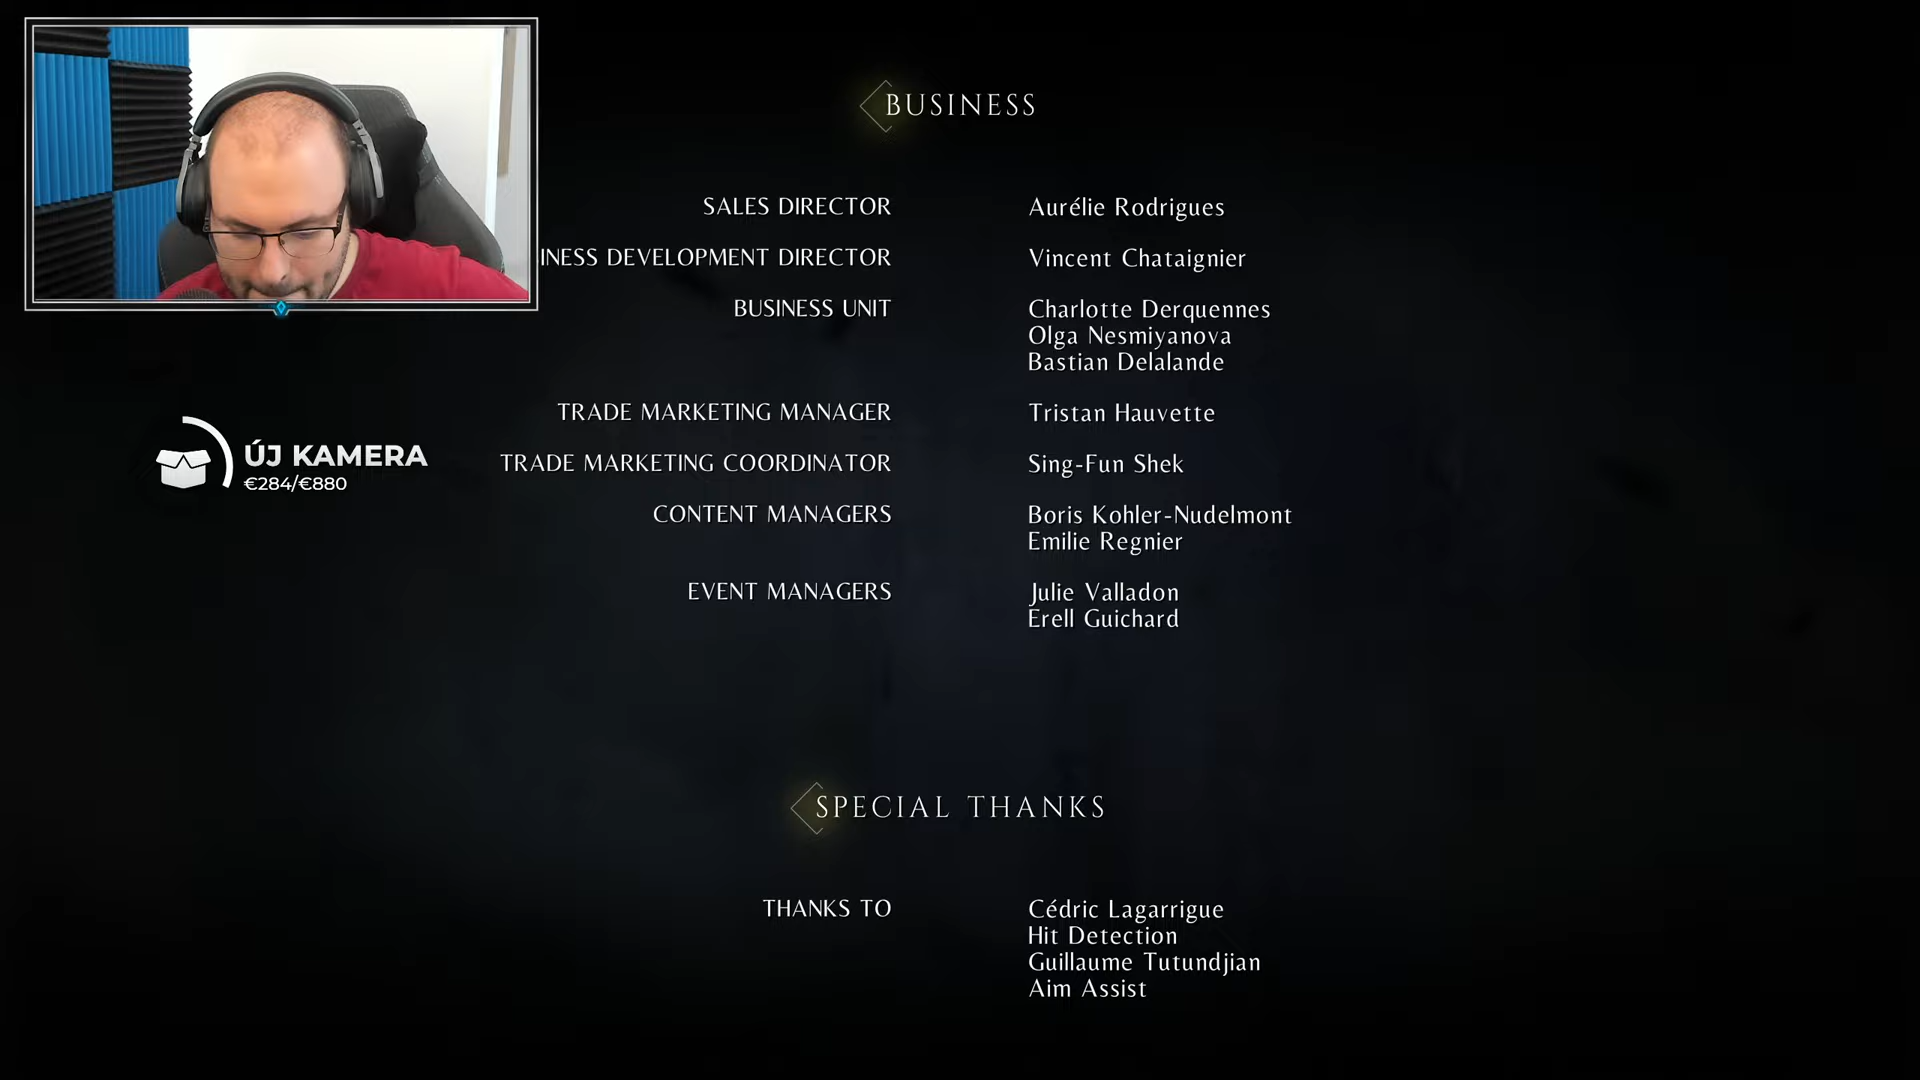 BUSINESS
SALES DIRECTOR Aurélie Rodrigues
INESS DEVELOPMENT DIRECTOR Vincent Chataignier
BUSINESS UNIT Charlotte Derquennes
Olga Nesmiyanova
Bastian Delalande
TRADE MARKETING MANAGER Tristan Hauvette
TRADE MARKETING COORDINATOR Sing-Fun Shek
CONTENT MANAGERS Boris Kohler-Nudelmont
Emilie Regnier
EVENT MANAGERS Julie Valladon
Erell Guichard
ÚJ KAMERA
€284/€880
SPECIAL THANKS
THANKS TO Cédric Lagarrigue
Hit Detection
Guillaume Tutundjian
Aim Assist